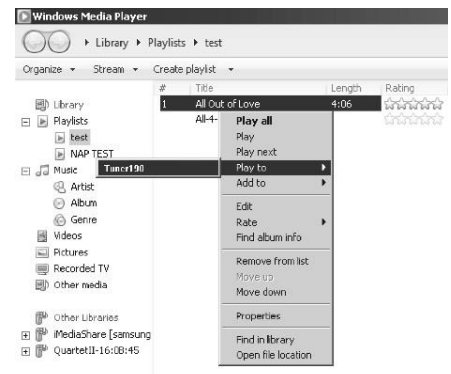 Windows Media Player
Library ▸ Playlists ▸ test
Organize Stream Create playlist
# Title Length Rating
Library
1 All Out of Love 4:06
Playlists
All-4-
Play all
test
Play
NAP TEST
Play next
Music
Tuner190
Play to
Artist
Add to
Album
Edit
Genre
Rate
Videos
Find album info
Pictures
Recorded TV
Remove from list
Other media
Move up
Move down
Other Libraries
Properties
iMediaShare [samsung
Find in library
QuartetII-16:0B:45
Open file location